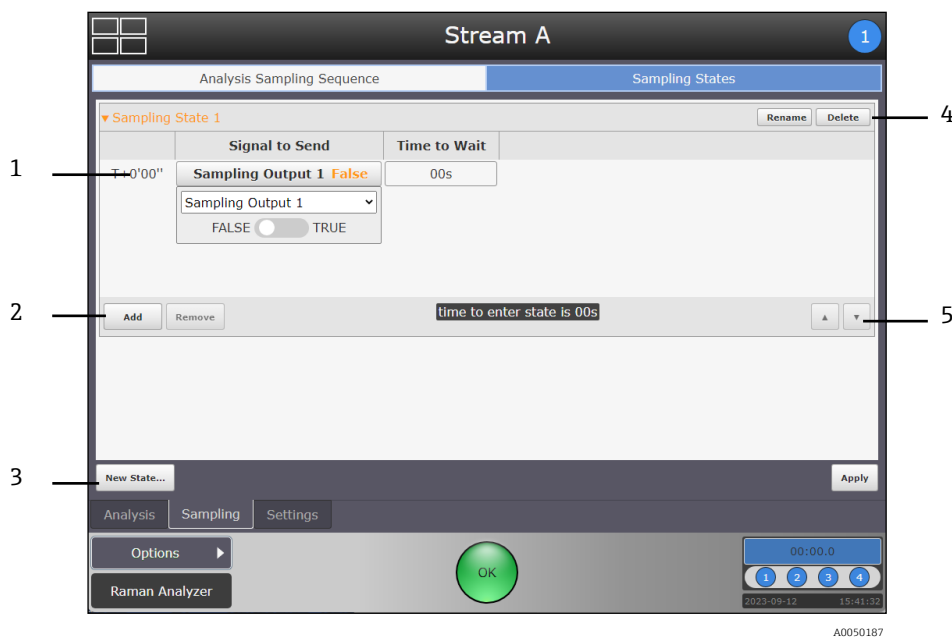 Stream A
1
Analysis Sampling Sequence
Sampling States
▼ Sampling State 1
Rename
Delete
4
Signal to Send
Time to Wait
1
T+0'00''
Sampling Output 1 False
00s
Sampling Output 1
FALSE
TRUE
2
Add
Remove
time to enter state is 00s
▲
▼
5
3
New State...
Apply
Analysis
Sampling
Settings
Options
OK
00:00.0
1 2 3 4
Raman Analyzer
2023-09-12
15:41:32
A0050187